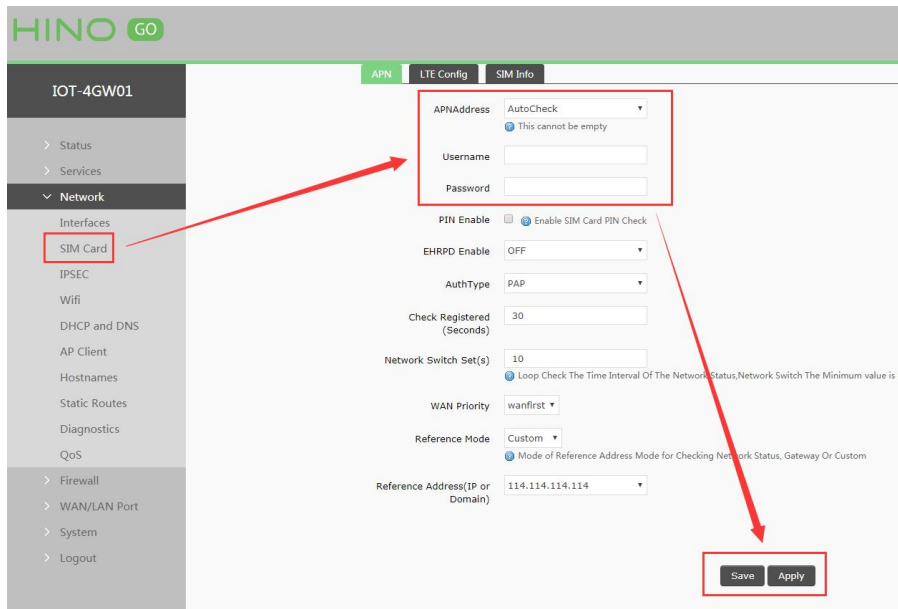 HINO GO
IOT-4GW01
Status
Services
Network
Interfaces
SIM Card
IPSEC
Wifi
DHCP and DNS
AP Client
Hostnames
Static Routes
Diagnostics
QoS
Firewall
WAN/LAN Port
System
Logout
APN LTE Config SIM Info
APNAddress AutoCheck
This cannot be empty
Username
Password
PIN Enable Enable SIM Card PIN Check
EHRPD Enable OFF
AuthType PAP
Check Registered 30
(Seconds)
Network Switch Set(s) 10
Loop Check The Time Interval Of The Network Status,Network Switch The Minimum value is
WAN Priority wanfirst
Reference Mode Custom
Mode of Reference Address Mode for Checking Network Status, Gateway Or Custom
Reference Address(IP or 114.114.114.114
Domain)
Save Apply